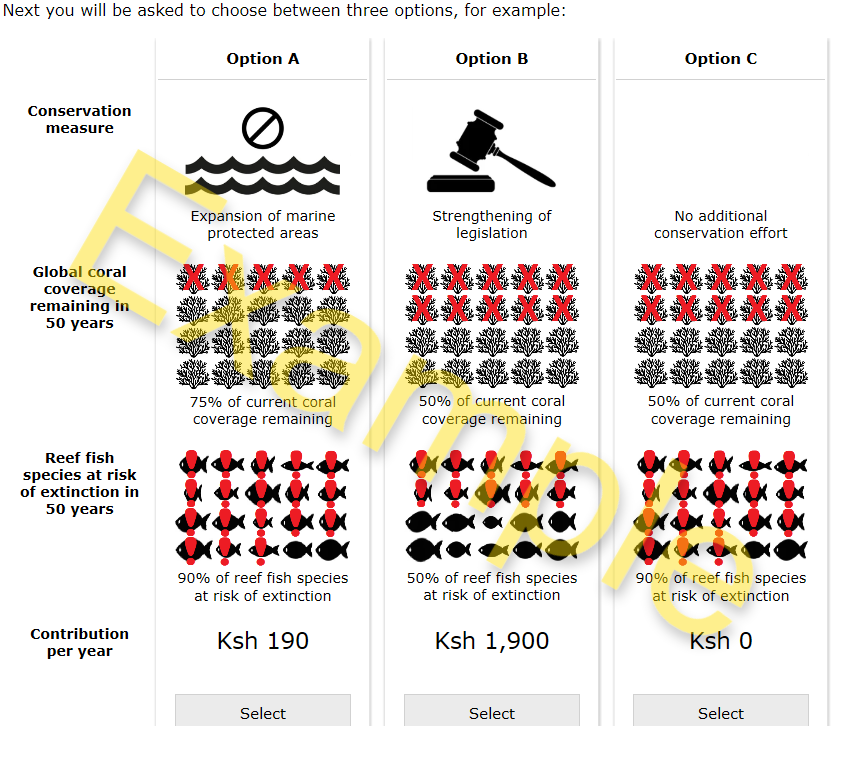 Next you will be asked to choose between three options, for example:
Option A
Option B
Option C
Conservation
measure
Expansion of marine
protected areas
Strengthening of
legislation
No additional
conservation effort
Global coral
coverage
remaining in
50 years
75% of current coral
coverage remaining
50% of current coral
coverage remaining
50% of current coral
coverage remaining
Reef fish
species at risk
of extinction in
50 years
90% of reef fish species
at risk of extinction
50% of reef fish species
at risk of extinction
90% of reef fish species
at risk of extinction
Contribution
per year
Ksh 190
Ksh 1,900
Ksh 0
Select
Select
Select
Example